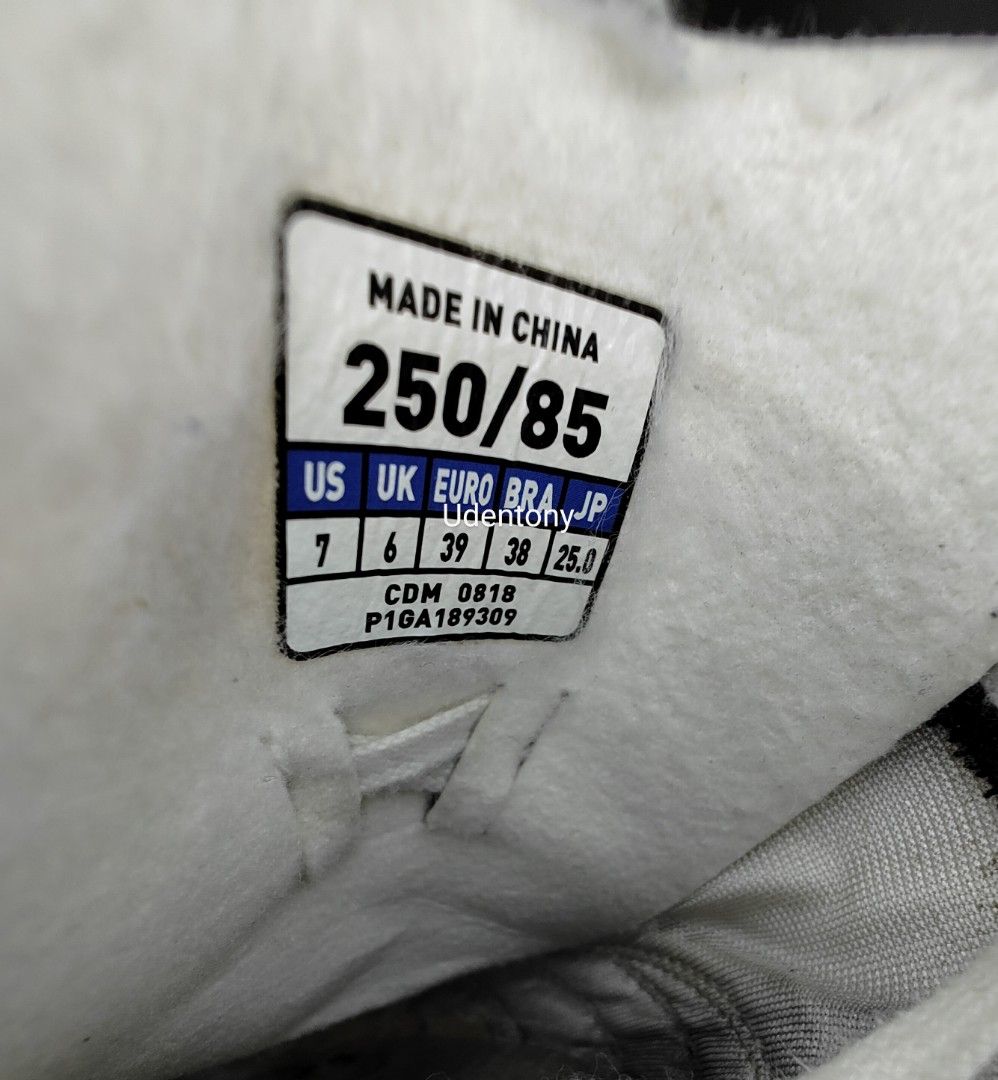 MADE IN CHINA
250/85
US UK EURO BRA JP
Udentony
7 6 39 38 25.0
CDM 0818
P1GA189309